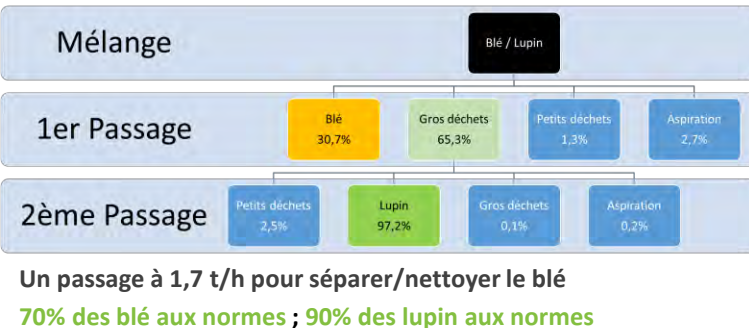 Mélange
Blé / Lupin
1er Passage
Blé
30,7%
Gros déchets
65,3%
Petits déchets
1,3%
Aspiration
2,7%
2ème Passage
Petits déchets
2,5%
Lupin
97,2%
Gros déchets
0,1%
Aspiration
0,2%
Un passage à 1,7 t/h pour séparer/nettoyer le blé
70% des blé aux normes ; 90% des lupin aux normes